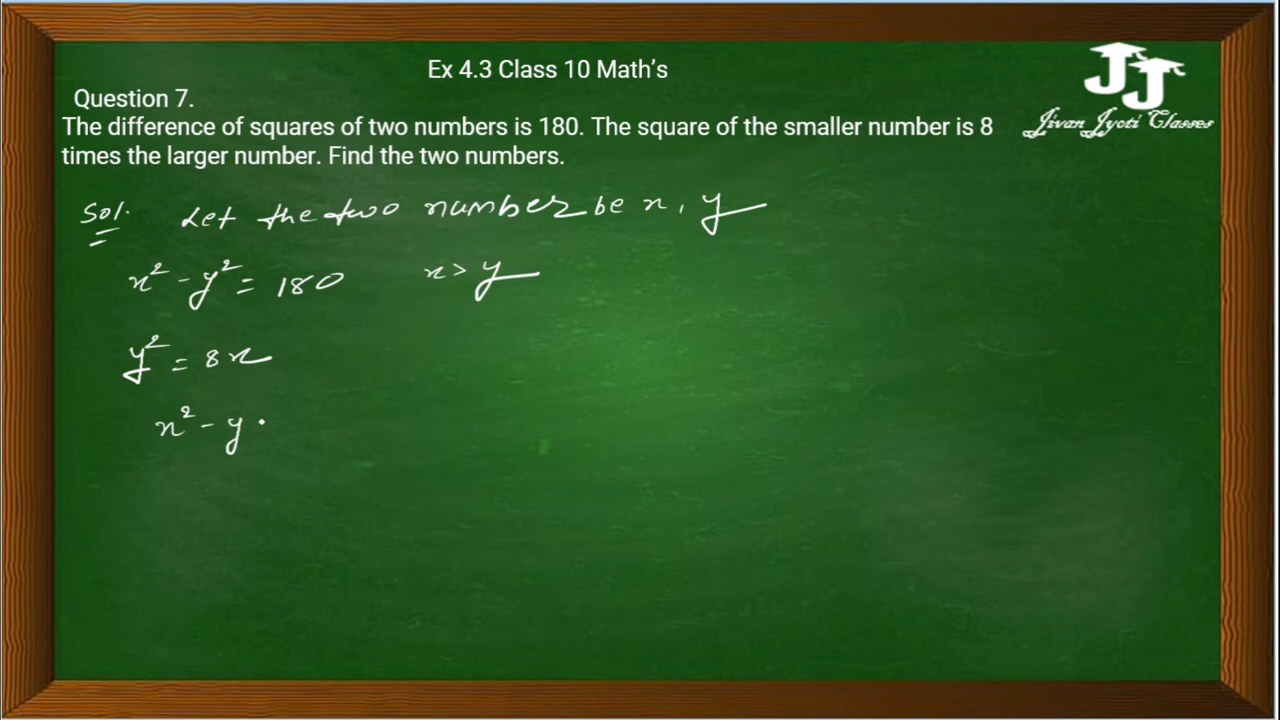 Ex 4.3 Class 10 Math's
JJ
Jivan Jyoti Classes
Question 7.
The difference of squares of two numbers is 180. The square of the smaller number is 8
times the larger number. Find the two numbers.
Sol. Let the two number be x, y
x² - y² = 180 x > y
y² = 8x
x² - y